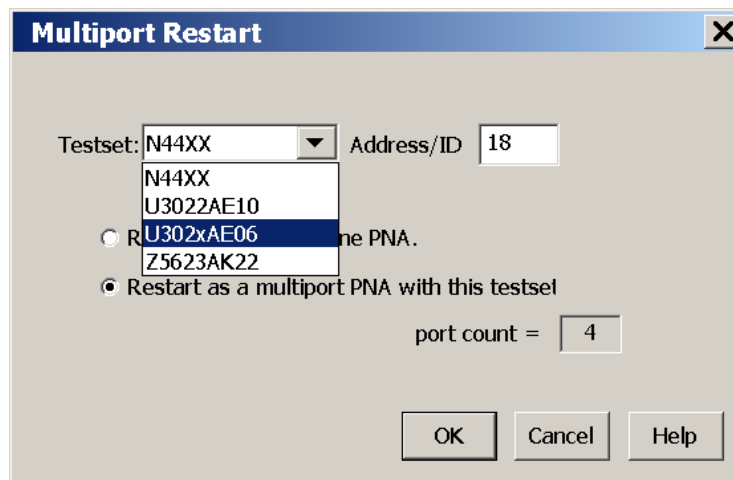 Multiport Restart
Testset: N44XX Address/ID 18
N44XX
U3022AE10
U302xAE06
Z5623AK22
R ne PNA.
Restart as a multiport PNA with this testset
port count = 4
OK Cancel Help